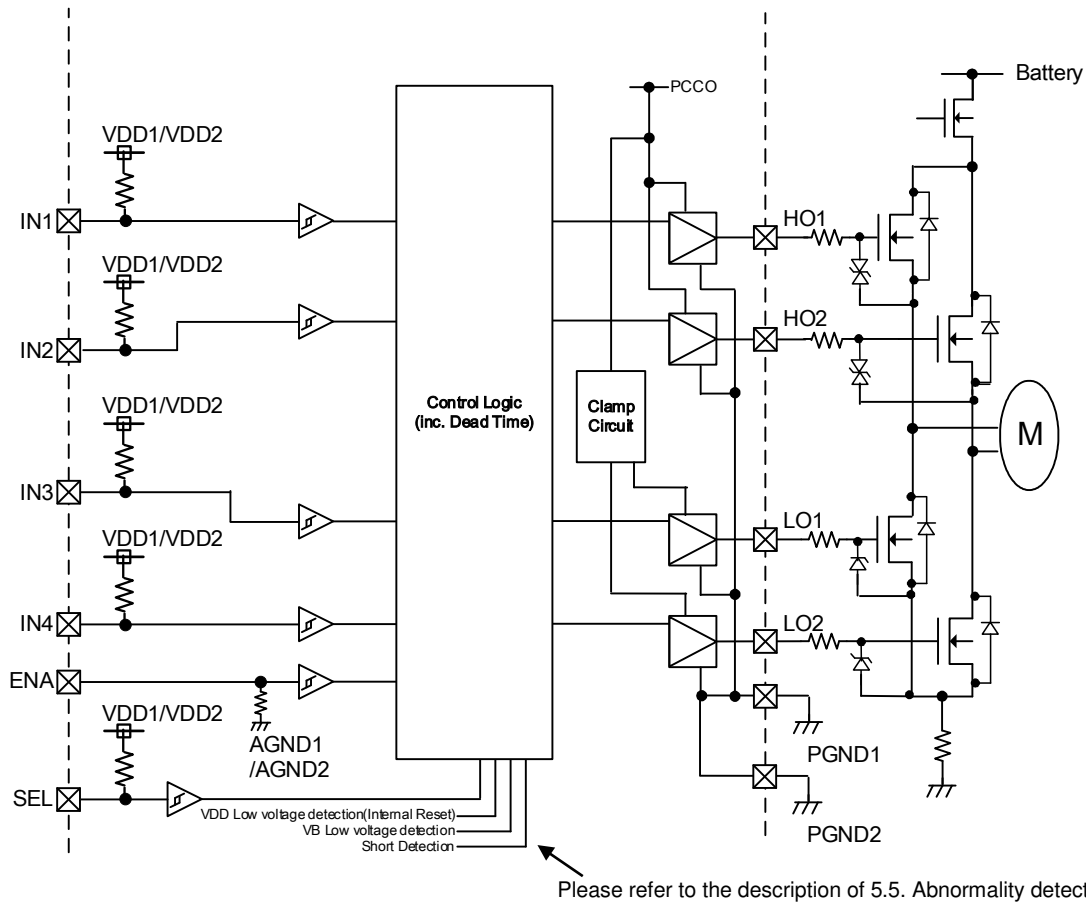 Battery
PCCO
VDD1/VDD2
IN1
HO1
VDD1/VDD2
IN2
HO2
Control Logic
(inc. Dead Time)
Clamp
Circuit
M
VDD1/VDD2
IN3
LO1
VDD1/VDD2
IN4
LO2
ENA
VDD1/VDD2
AGND1
/AGND2
PGND1
SEL
VDD Low voltage detection(Internal Reset)
VB Low voltage detection
Short Detection
PGND2
Please refer to the description of 5.5. Abnormality detect